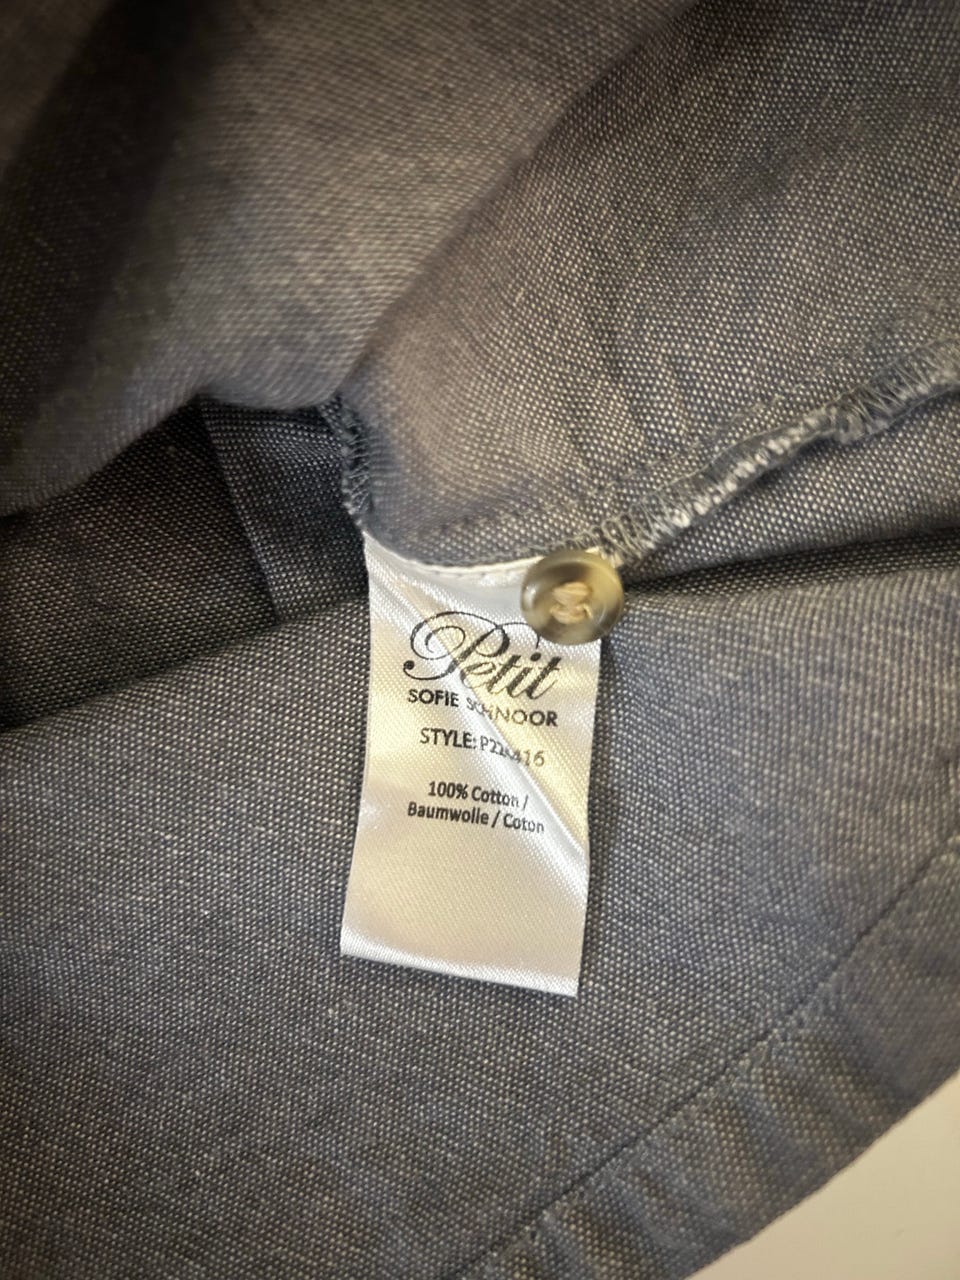 Petit
SOFIE SCHNOOR
STYLE:
100% Cotton /
Baumwolle / Coton